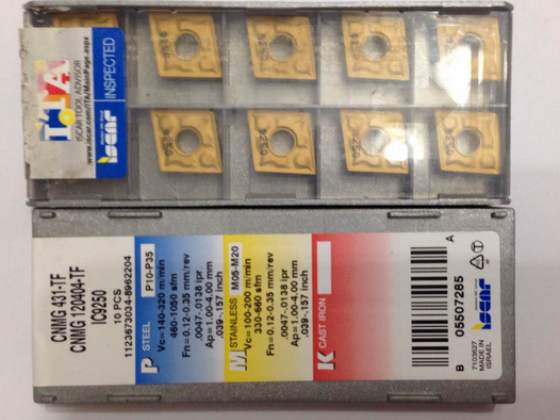 ITA
ISCAR TOOL ADVISOR
www.iscar.com/ITA/MainPage.aspx
iscar
INSPECTED
CNMG 431-TF
CNMG 120404-TF
IC9250
10 PCS
1123673034-8962204
P STEEL P10-P35
Vc=140-320 m/min
460-1050 sfm
Fn=0.12-0.35 mm/rev
.0047-.0138 ipr
Ap=1.00-4.00 mm
.039-.157 inch
M STAINLESS M05-M20
Vc=100-200 m/min
330-660 sfm
Fn=0.12-0.35 mm/rev
.0047-.0138 ipr
Ap=1.00-4.00 mm
.039-.157 inch
K CAST IRON
B 05507285 A
7103627
MADE IN
ISRAEL
iscar